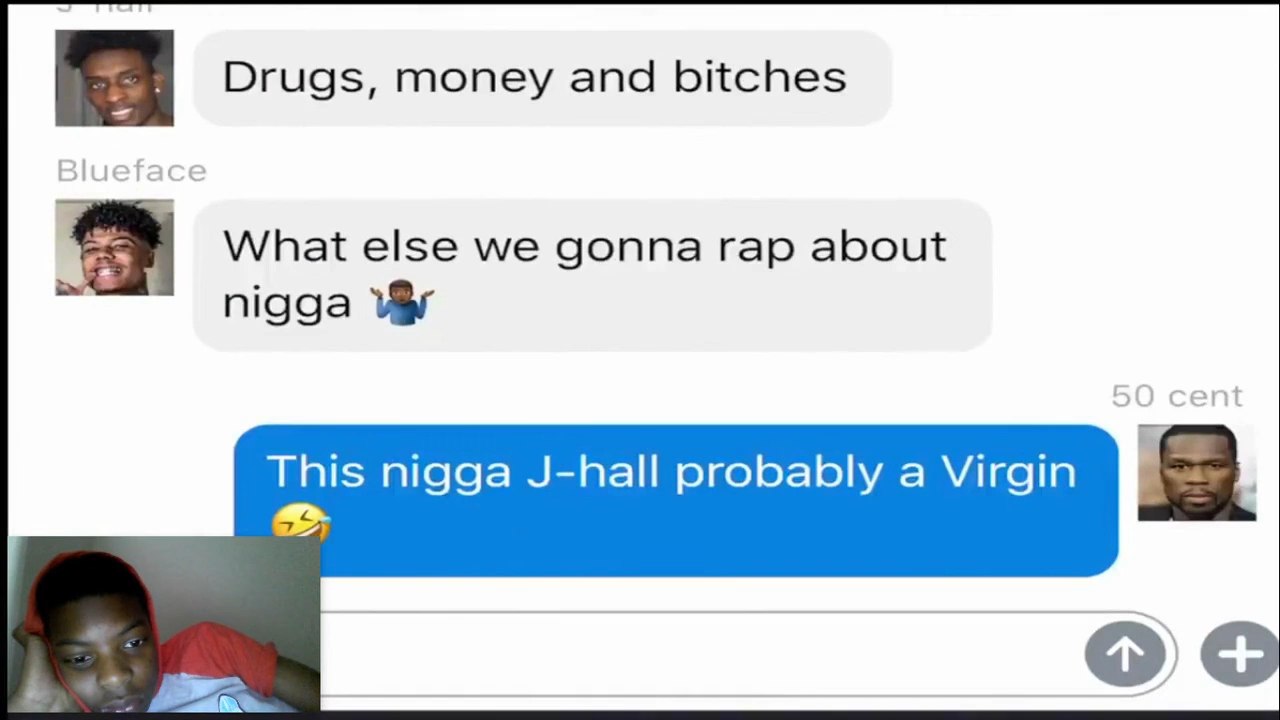 J-hall
Drugs, money and bitches
Blueface
What else we gonna rap about
nigga 🤷🏾‍♂️
50 cent
This nigga J-hall probably a Virgin
🤣